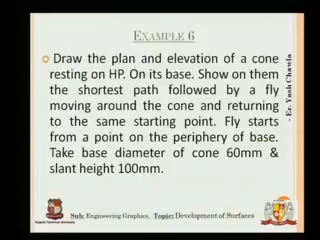 EXAMPLE 6
Draw the plan and elevation of a cone
resting on HP. On its base. Show on them
the shortest path followed by a fly
moving around the cone and returning
to the same starting point. Fly starts
from a point on the periphery of base.
Take base diameter of cone 60mm &
slant height 100mm.
- Er. Yash Chawla
Gujarat Technical University
Sub: Engineering Graphics, Topic: Development of Surfaces